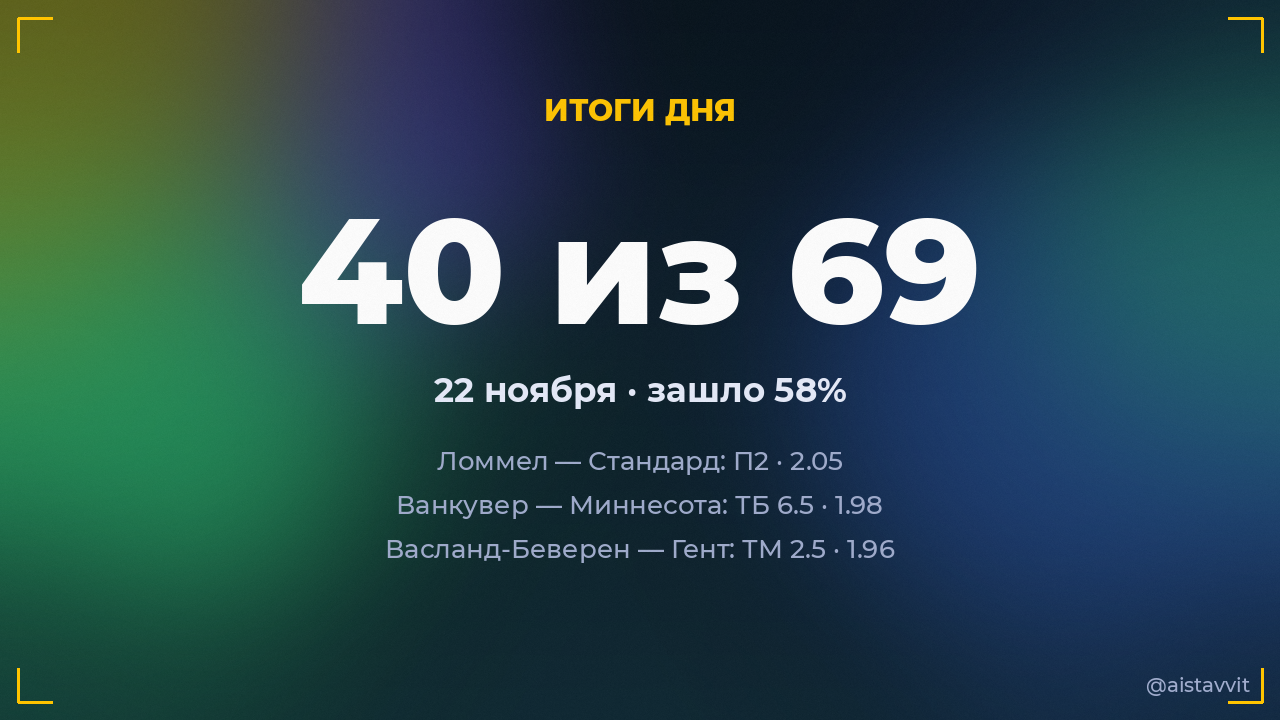 ИТОГИ ДНЯ
40 из 69
22 ноября · зашло 58%
Ломмел — Стандард: П2 · 2.05
Ванкувер — Миннесота: ТБ 6.5 · 1.98
Васланд-Беверен — Гент: ТМ 2.5 · 1.96
@aistavvit